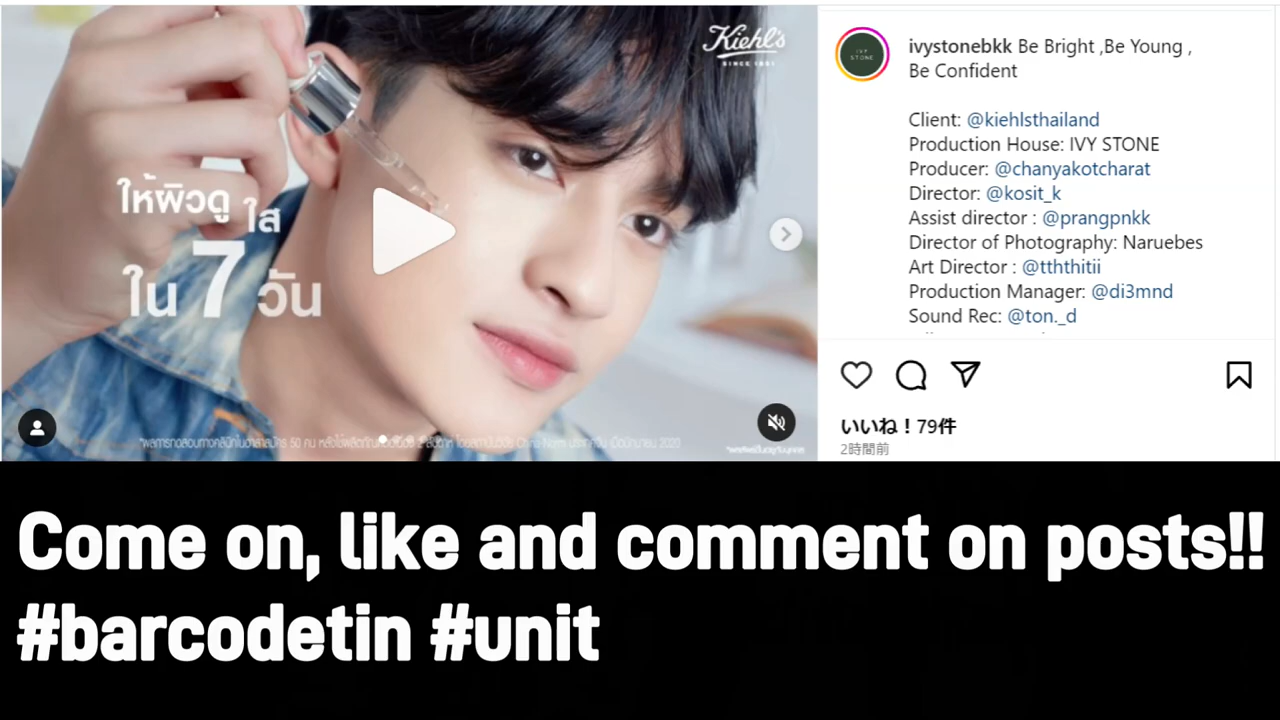 Kiehl's
SINCE 1851
ให้ผิวดู
ใส
ใน 7 วัน
ivystonebkk Be Bright ,Be Young ,
Be Confident
Client: @kiehlsthailand
Production House: IVY STONE
Producer: @chanyakotcharat
Director: @kosit_k
Assist director : @prangpnkk
Director of Photography: Naruebes
Art Director : @tththitii
Production Manager: @di3mnd
Sound Rec: @ton._d
IVY
STONE
いいね！79件
2時間前
Come on, like and comment on posts!!
#barcodetin #unit